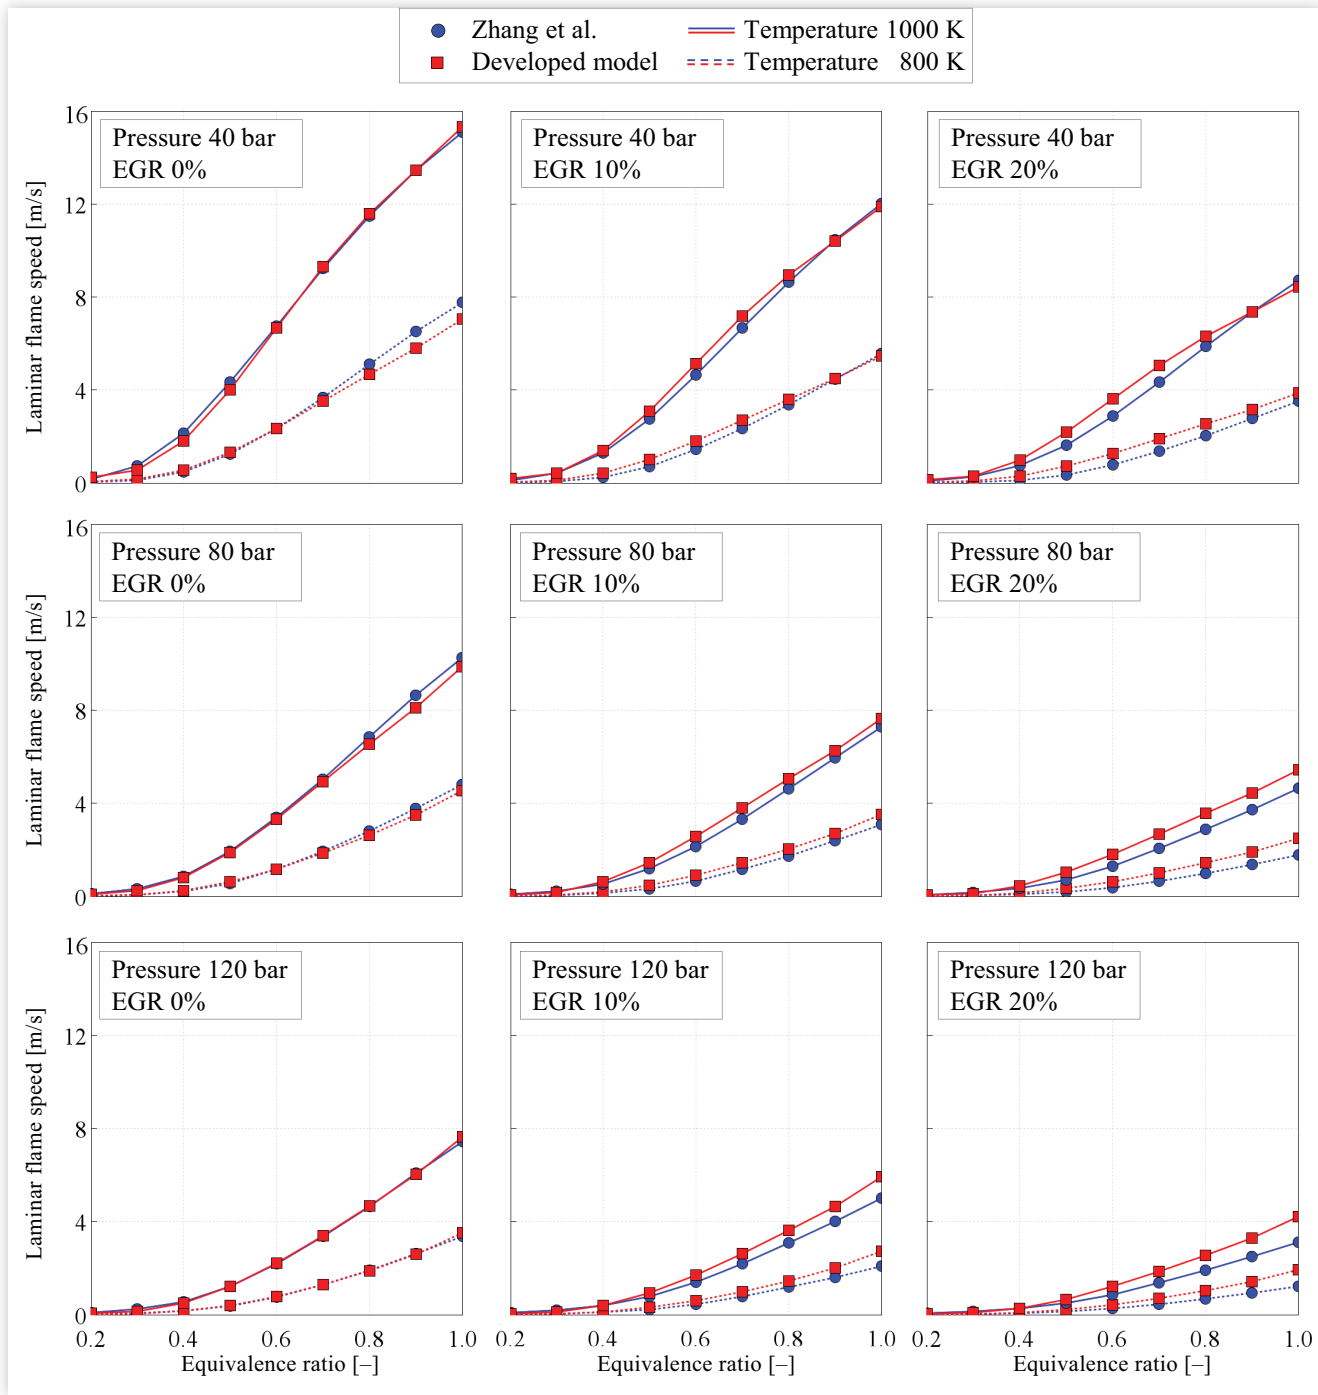 Zhang et al.
Temperature 1000 K
Developed model
Temperature 800 K
16
12
8
4
0
Laminar flame speed [m/s]
Pressure 40 bar
EGR 0%
Pressure 40 bar
EGR 10%
Pressure 40 bar
EGR 20%
16
12
8
4
0
Laminar flame speed [m/s]
Pressure 80 bar
EGR 0%
Pressure 80 bar
EGR 10%
Pressure 80 bar
EGR 20%
16
12
8
4
0
Laminar flame speed [m/s]
Pressure 120 bar
EGR 0%
Pressure 120 bar
EGR 10%
Pressure 120 bar
EGR 20%
0.2 0.4 0.6 0.8 1.0
0.2 0.4 0.6 0.8 1.0
0.2 0.4 0.6 0.8 1.0
Equivalence ratio [–]
Equivalence ratio [–]
Equivalence ratio [–]